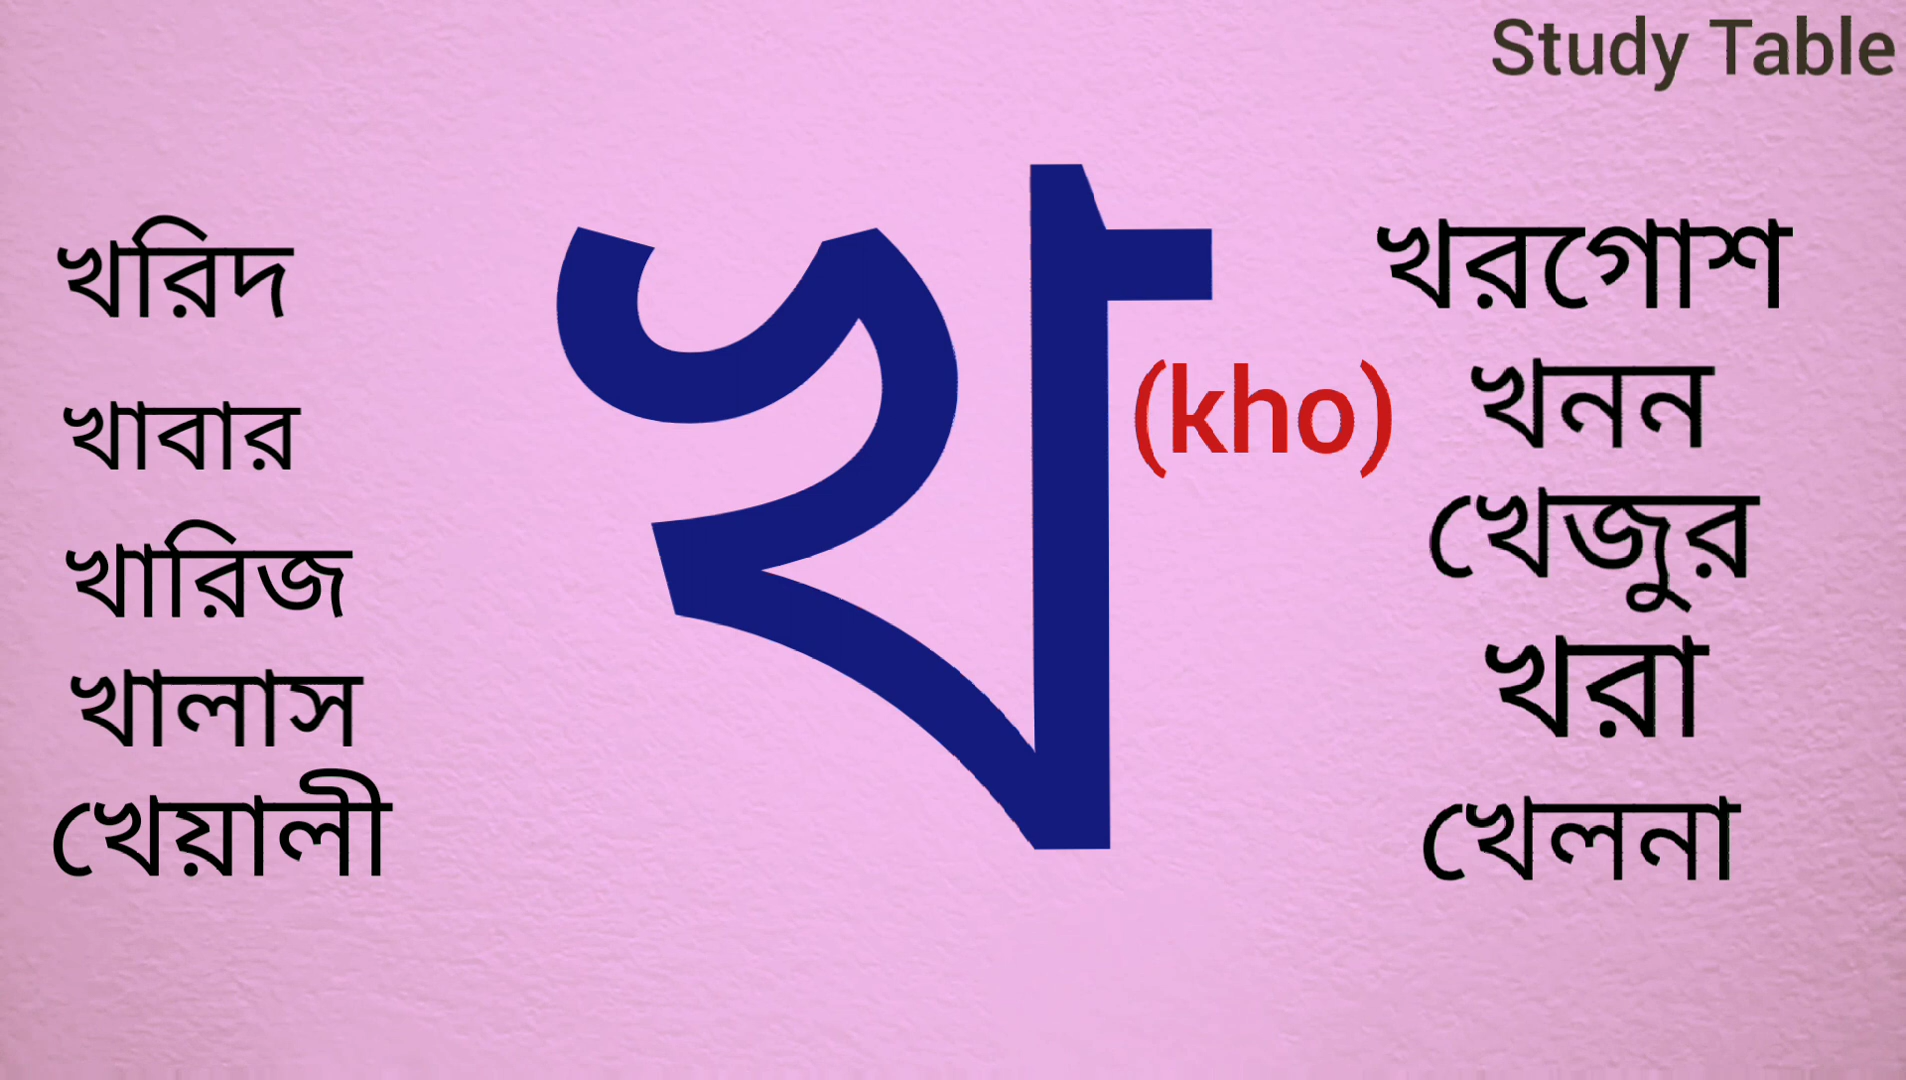 Study Table
খরিদ
খাবার
খারিজ
খালাস
খেয়ালী
খ
(kho)
খরগোশ
খনন
খেজুর
খরা
খেলনা